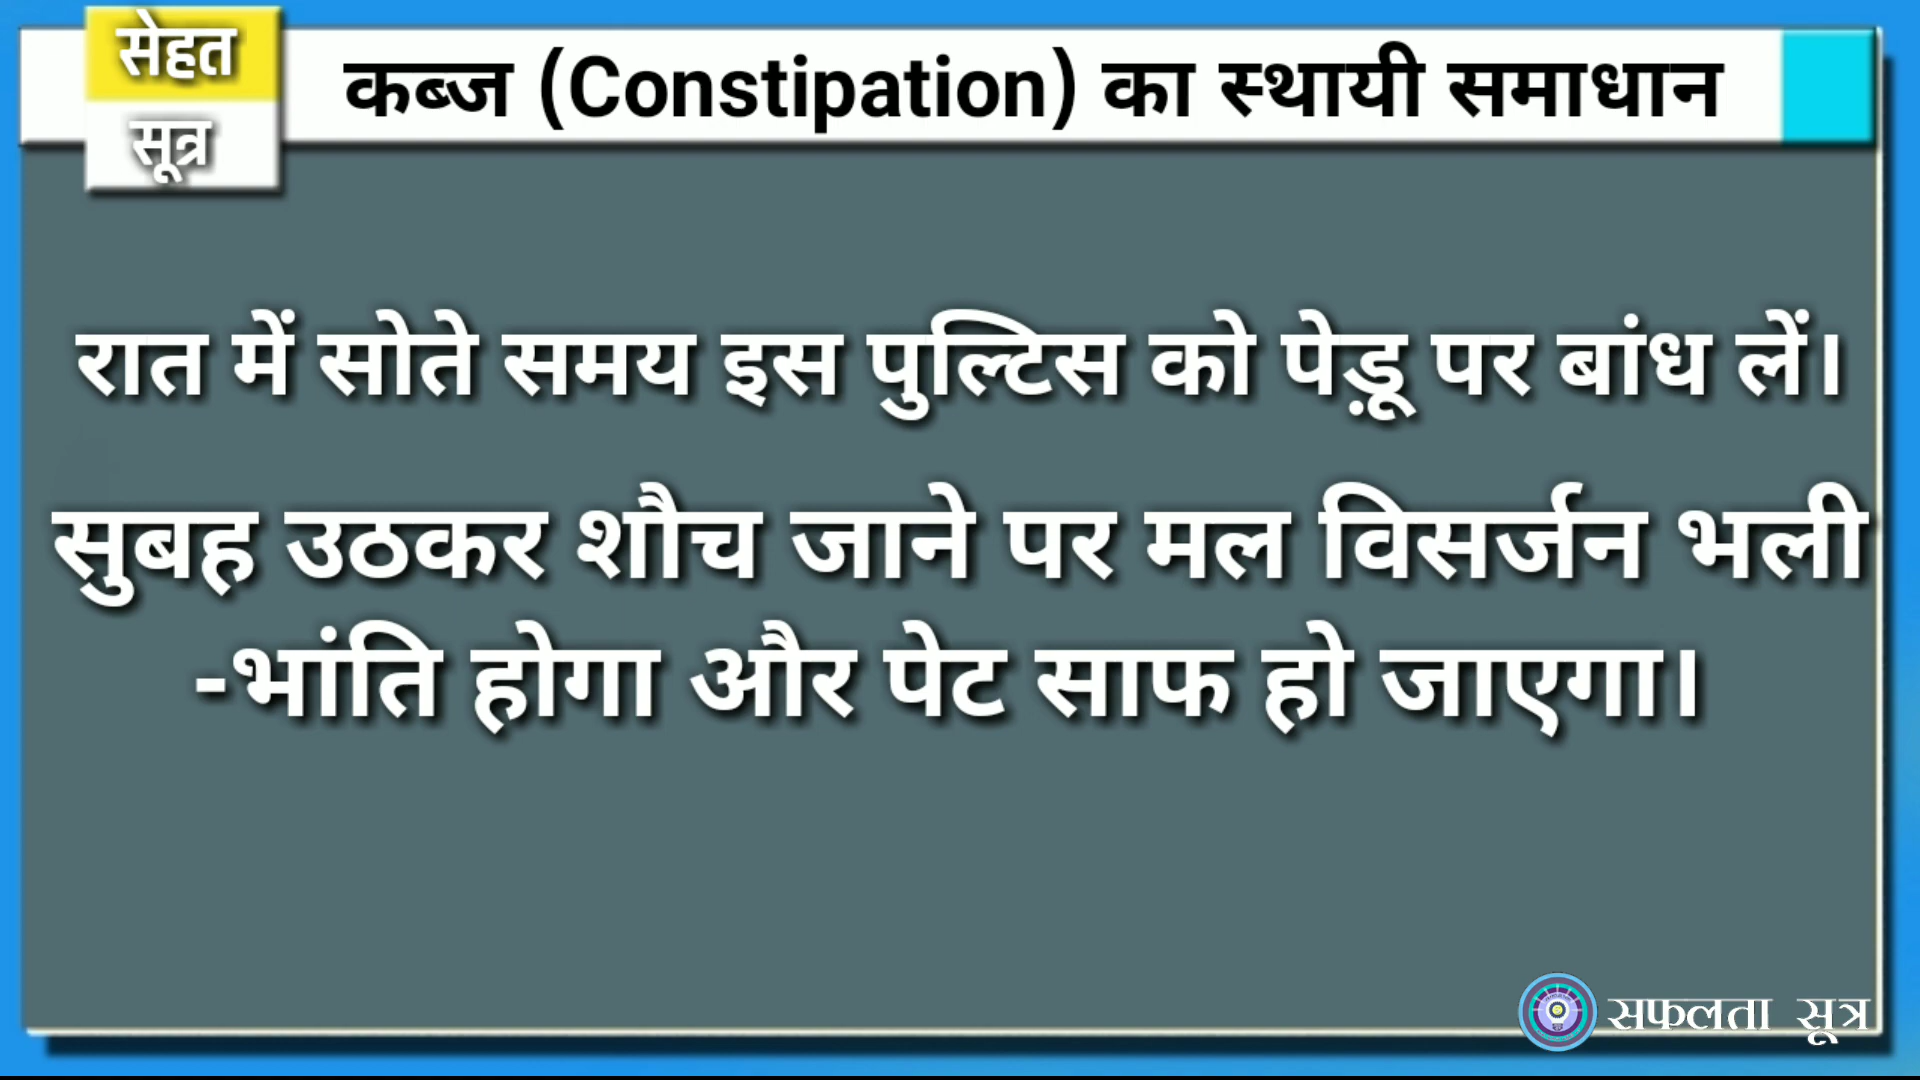 सेहत
सूत्र
कब्ज (Constipation) का स्थायी समाधान
रात में सोते समय इस पुल्टिस को पेड़ू पर बांध लें।
सुबह उठकर शौच जाने पर मल विसर्जन भली
-भांति होगा और पेट साफ हो जाएगा।
सफलता सूत्र